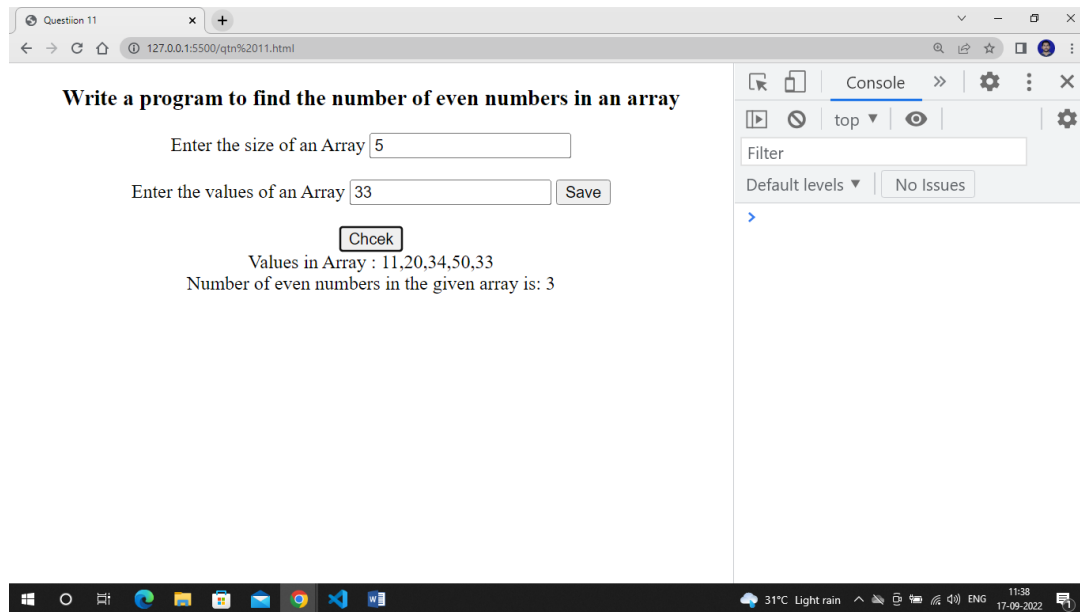 Questiion 11
127.0.0.1:5500/qtn%2011.html
Write a program to find the number of even numbers in an array
Enter the size of an Array 5
Enter the values of an Array 33 Save
Chcek
Values in Array : 11,20,34,50,33
Number of even numbers in the given array is: 3
Console
top
Filter
Default levels No Issues
31°C Light rain ENG 11:38
17-09-2022